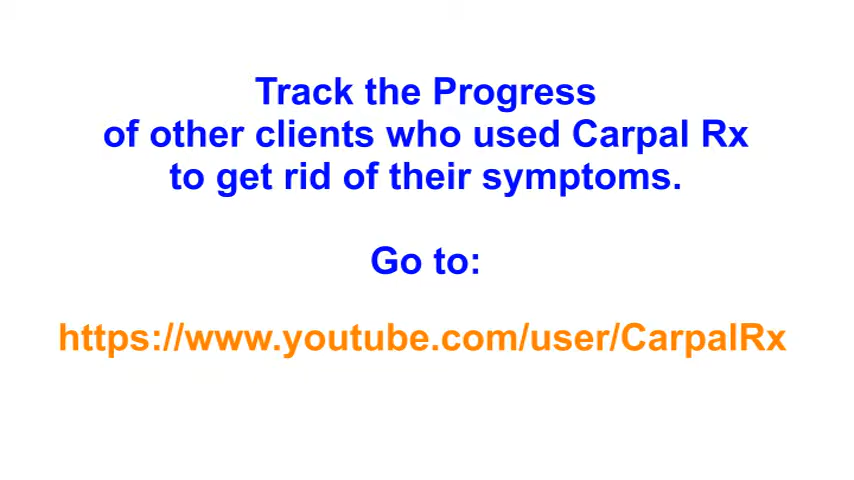 Track the Progress
of other clients who used Carpal Rx
to get rid of their symptoms.
Go to:
https://www.youtube.com/user/CarpalRx